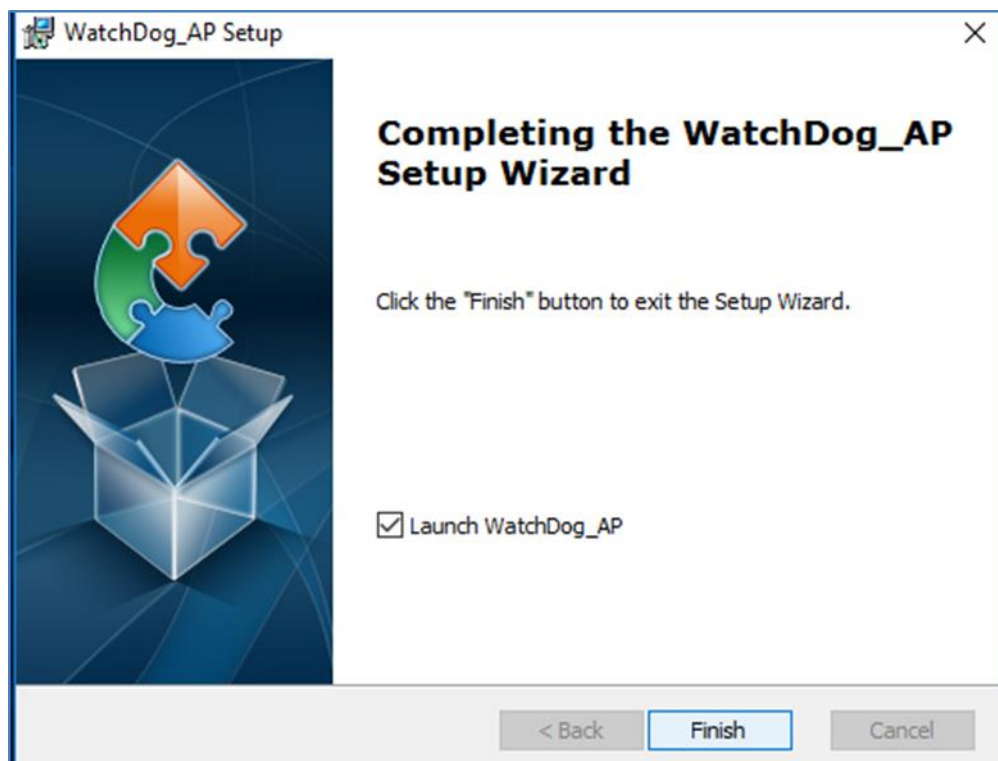 WatchDog_AP Setup
Completing the WatchDog_AP
Setup Wizard
Click the "Finish" button to exit the Setup Wizard.
Launch WatchDog_AP
< Back Finish Cancel